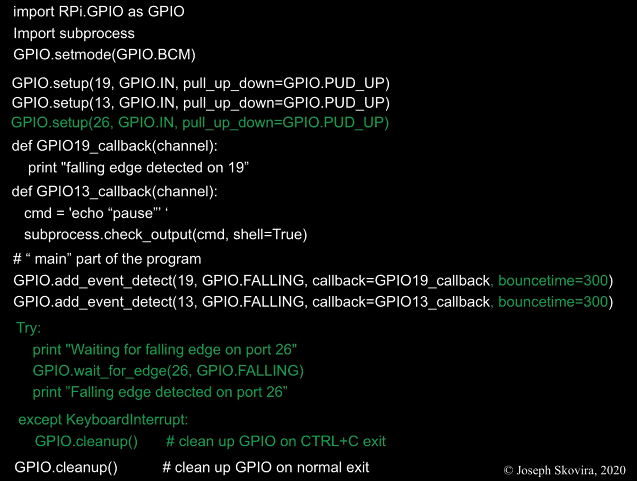 import RPi.GPIO as GPIO
Import subprocess
GPIO.setmode(GPIO.BCM)
GPIO.setup(19, GPIO.IN, pull_up_down=GPIO.PUD_UP)
GPIO.setup(13, GPIO.IN, pull_up_down=GPIO.PUD_UP)
GPIO.setup(26, GPIO.IN, pull_up_down=GPIO.PUD_UP)
def GPIO19_callback(channel):
print "falling edge detected on 19”
def GPIO13_callback(channel):
cmd = 'echo “pause”’ ‘
subprocess.check_output(cmd, shell=True)
# “ main” part of the program
GPIO.add_event_detect(19, GPIO.FALLING, callback=GPIO19_callback, bouncetime=300)
GPIO.add_event_detect(13, GPIO.FALLING, callback=GPIO13_callback, bouncetime=300)
Try:
print "Waiting for falling edge on port 26"
GPIO.wait_for_edge(26, GPIO.FALLING)
print ”Falling edge detected on port 26”
except KeyboardInterrupt:
GPIO.cleanup() # clean up GPIO on CTRL+C exit
GPIO.cleanup() # clean up GPIO on normal exit
© Joseph Skovira, 2020